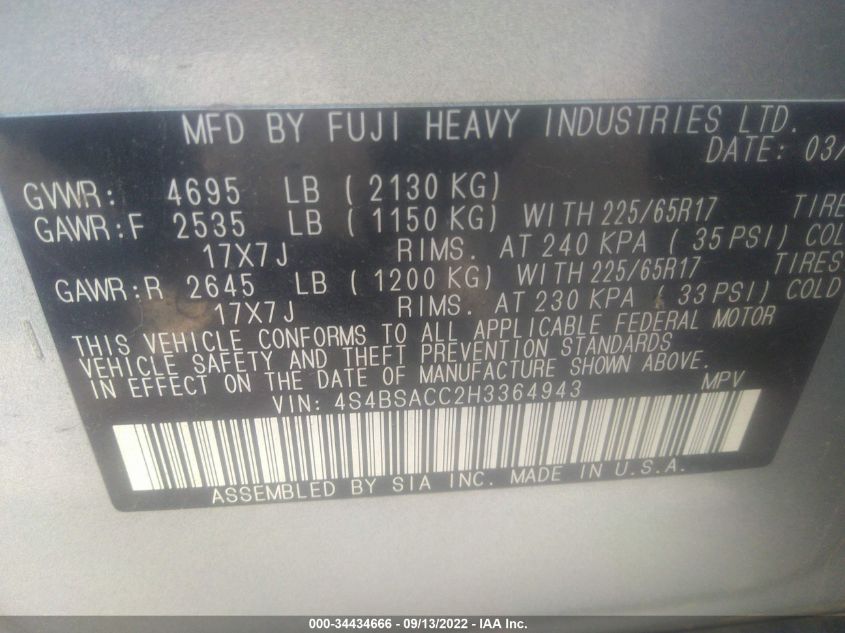 MFD BY FUJI HEAVY INDUSTRIES LTD.
DATE: 03/
GVWR: 4695 LB ( 2130 KG)
GAWR:F 2535 LB ( 1150 KG) WITH 225/65R17 TIRE
17X7J RIMS. AT 240 KPA ( 35 PSI) COL
GAWR:R 2645 LB ( 1200 KG) WITH 225/65R17 TIRES
17X7J RIMS. AT 230 KPA ( 33 PSI) COLD
THIS VEHICLE CONFORMS TO ALL APPLICABLE FEDERAL MOTOR
VEHICLE SAFETY AND THEFT PREVENTION STANDARDS
IN EFFECT ON THE DATE OF MANUFACTURE SHOWN ABOVE.
VIN: 4S4BSACC2H3364943 MPV
ASSEMBLED BY SIA INC. MADE IN U.S.A.
000-34434666 - 09/13/2022 - IAA Inc.